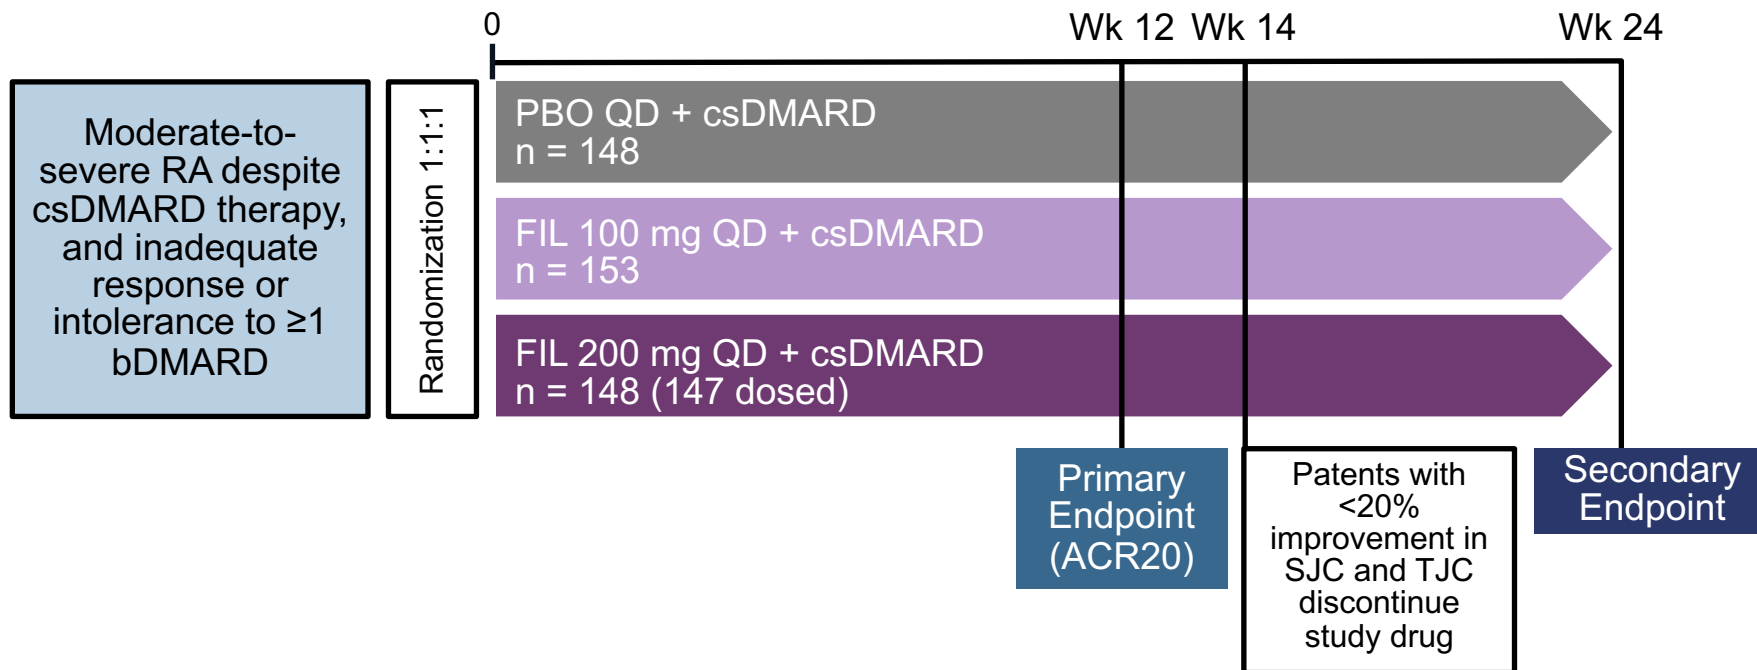 0
Wk 12
Wk 14
Wk 24
Moderate-to-
severe RA despite
csDMARD therapy,
and inadequate
response or
intolerance to ≥1
bDMARD
Randomization 1:1:1
PBO QD + csDMARD
n = 148
FIL 100 mg QD + csDMARD
n = 153
FIL 200 mg QD + csDMARD
n = 148 (147 dosed)
Primary
Endpoint
(ACR20)
Patents with
<20%
improvement in
SJC and TJC
discontinue
study drug
Secondary
Endpoint